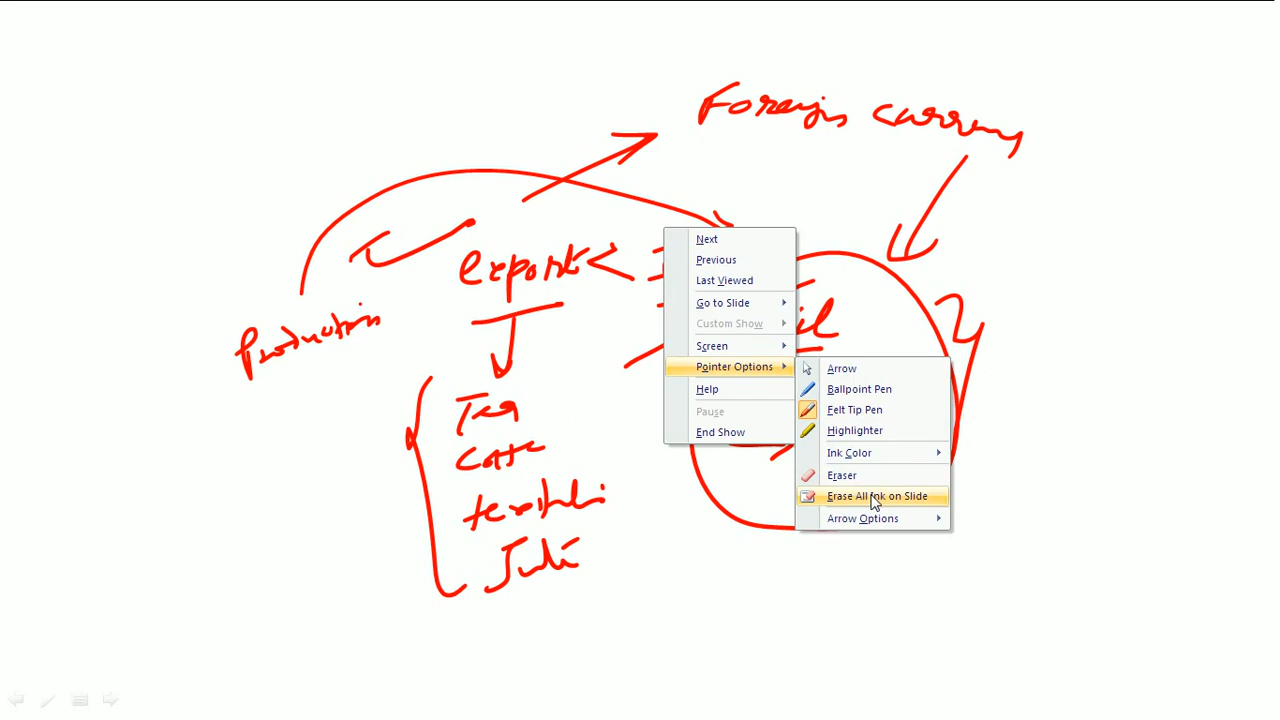 Foreign currency
export
Production
Tea
Coffe
textile
Jute
Next
Previous
Last Viewed
Go to Slide
Custom Show
Screen
Pointer Options
Help
Pause
End Show
Arrow
Ballpoint Pen
Felt Tip Pen
Highlighter
Ink Color
Eraser
Erase All Ink on Slide
Arrow Options